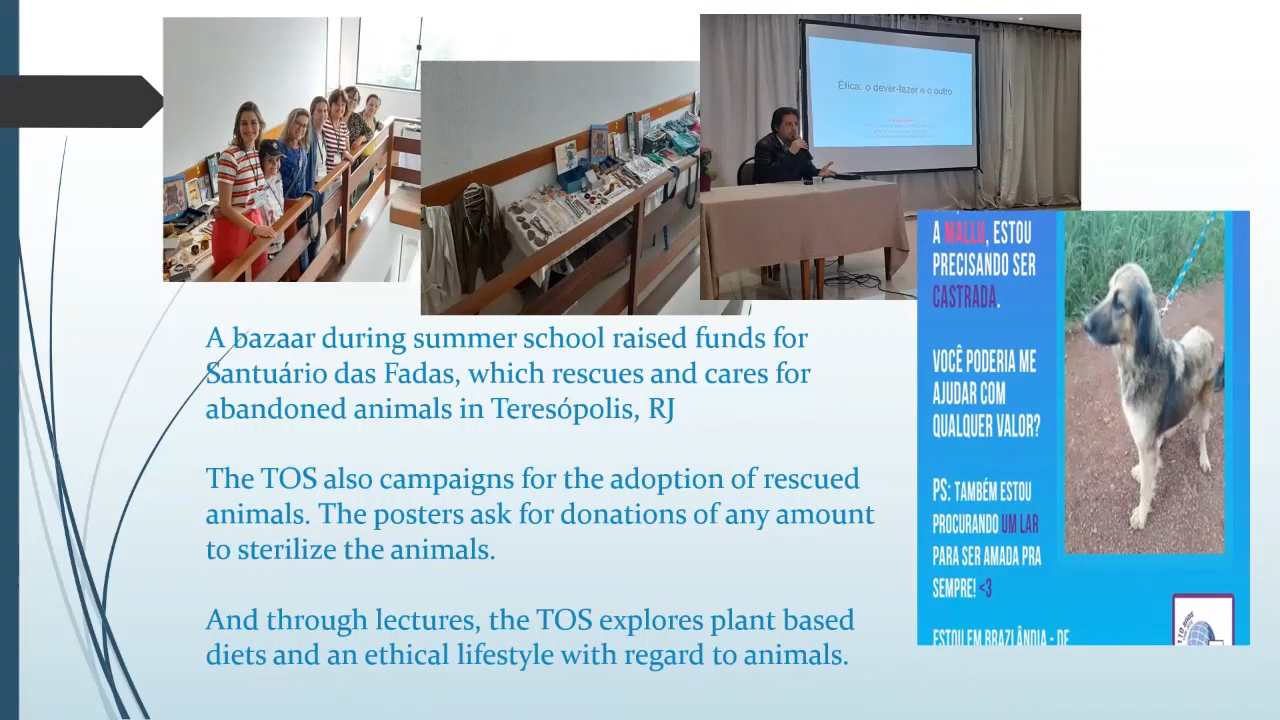 Ética: o dever-fazer e o outro
A bazaar during summer school raised funds for
Santuário das Fadas, which rescues and cares for
abandoned animals in Teresópolis, RJ
The TOS also campaigns for the adoption of rescued
animals. The posters ask for donations of any amount
to sterilize the animals.
And through lectures, the TOS explores plant based
diets and an ethical lifestyle with regard to animals.
A MALLU, ESTOU
PRECISANDO SER
CASTRADA.
VOCÊ PODERIA ME
AJUDAR COM
QUALQUER VALOR?
PS: TAMBÉM ESTOU
PROCURANDO UM LAR
PARA SER AMADA PRA
SEMPRE! <3
ESTOU EM BRAZLÂNDIA - DF